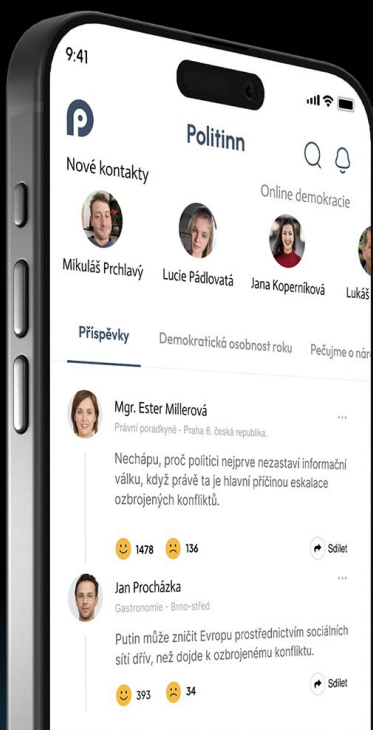 9:41
Politinn
Nové kontakty
Online demokracie
Mikuláš Prchlavý
Lucie Pádlovatá
Jana Koperníková
Lukáš
Příspěvky
Demokratická osobnost roku
Pečujme o nár
Mgr. Ester Millerová
Právní poradkyně - Praha 6. česká republika.
Nechápu, proč politici nejprve nezastaví informační
válku, když právě ta je hlavní příčinou eskalace
ozbrojených konfliktů.
1478
136
Sdílet
Jan Procházka
Gastronomie - Brno-střed
Putin může zničit Evropu prostřednictvím sociálních
sítí dřív, než dojde k ozbrojenému konfliktu.
393
34
Sdílet